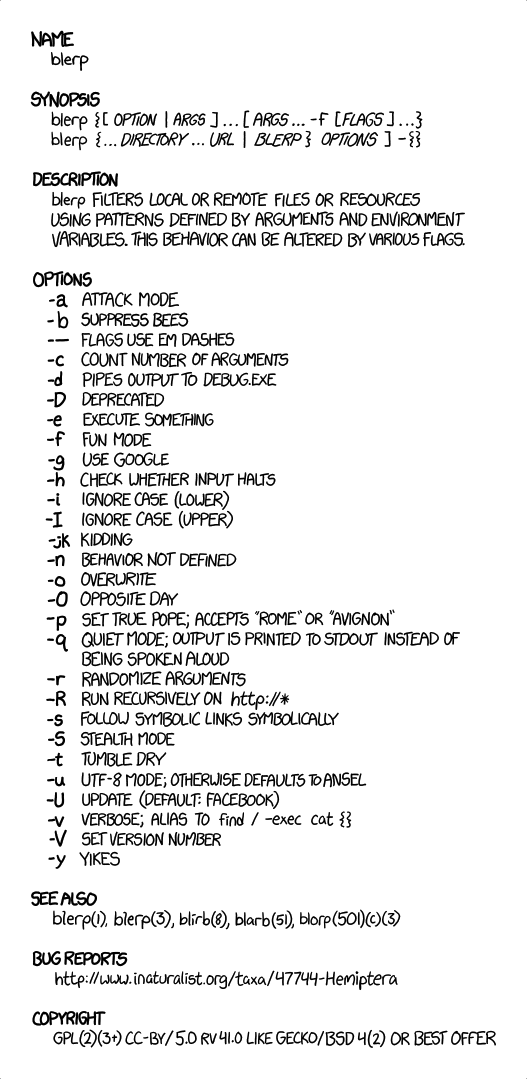 NAME
blerp
SYNOPSIS
blerp {[ OPTION | ARGS ] ... [ ARGS ... -f [FLAGS ] ...}
blerp {... DIRECTORY ... URL | BLERP } OPTIONS ] -{}
DESCRIPTION
blerp FILTERS LOCAL OR REMOTE FILES OR RESOURCES
USING PATTERNS DEFINED BY ARGUMENTS AND ENVIRONMENT
VARIABLES. THIS BEHAVIOR CAN BE ALTERED BY VARIOUS FLAGS.
OPTIONS
-a ATTACK MODE
-b SUPPRESS BEES
-— FLAGS USE EM DASHES
-c COUNT NUMBER OF ARGUMENTS
-d PIPES OUTPUT TO DEBUG.EXE
-D DEPRECATED
-e EXECUTE SOMETHING
-f FUN MODE
-g USE GOOGLE
-h CHECK WHETHER INPUT HALTS
-i IGNORE CASE (LOWER)
-I IGNORE CASE (UPPER)
-jk KIDDING
-n BEHAVIOR NOT DEFINED
-o OVERWRITE
-O OPPOSITE DAY
-p SET TRUE POPE; ACCEPTS "ROME" OR "AVIGNON"
-q QUIET MODE; OUTPUT IS PRINTED TO STDOUT INSTEAD OF
BEING SPOKEN ALOUD
-r RANDOMIZE ARGUMENTS
-R RUN RECURSIVELY ON http://*
-s FOLLOW SYMBOLIC LINKS SYMBOLICALLY
-S STEALTH MODE
-t TUMBLE DRY
-u UTF-8 MODE; OTHERWISE DEFAULTS TO ANSEL
-U UPDATE (DEFAULT: FACEBOOK)
-v VERBOSE; ALIAS TO find / -exec cat {}
-V SET VERSION NUMBER
-y YIKES
SEE ALSO
blerp(1), blerp(3), blirb(8), blarb(51), blorp(501)(c)(3)
BUG REPORTS
http://www.inaturalist.org/taxa/47744-Hemiptera
COPYRIGHT
GPL(2)(3+) CC-BY/5.0 RV 41.0 LIKE GECKO/BSD 4(2) OR BEST OFFER